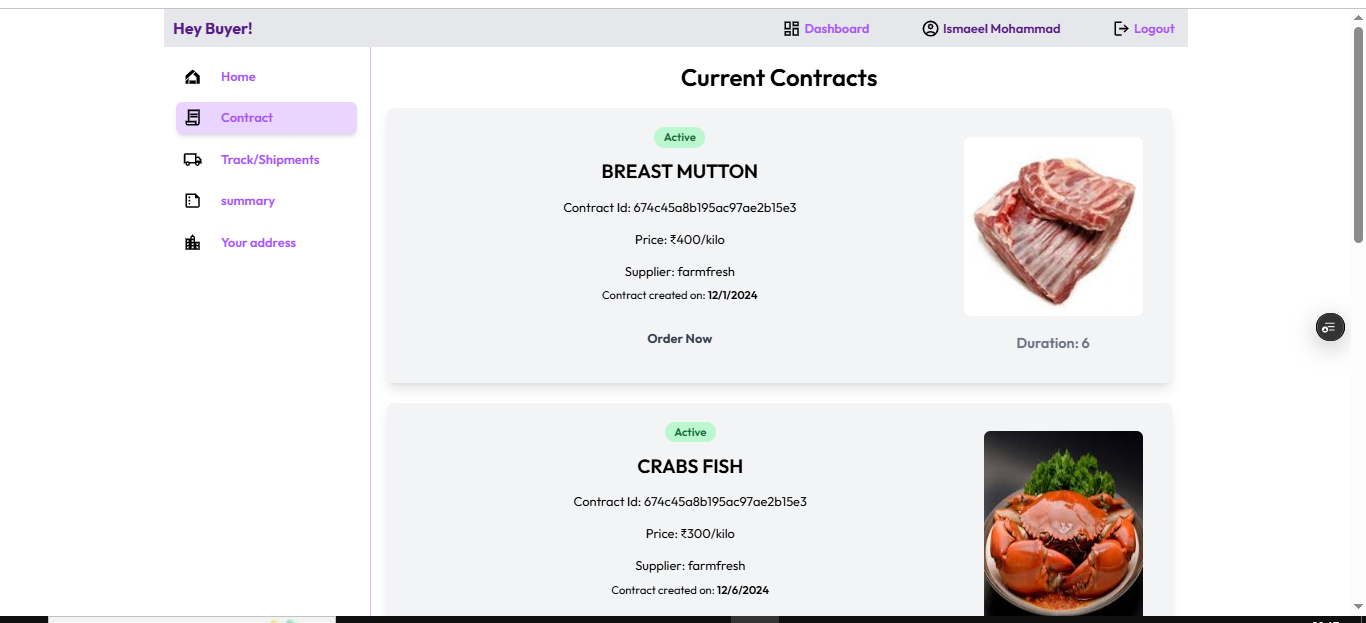 Hey Buyer!
Dashboard
Ismaeel Mohammad
Logout
Home
Contract
Track/Shipments
summary
Your address
Current Contracts
Active
BREAST MUTTON
Contract Id: 674c45a8b195ac97ae2b15e3
Price: ₹400/kilo
Supplier: farmfresh
Contract created on: 12/1/2024
Order Now
Duration: 6
Active
CRABS FISH
Contract Id: 674c45a8b195ac97ae2b15e3
Price: ₹300/kilo
Supplier: farmfresh
Contract created on: 12/6/2024